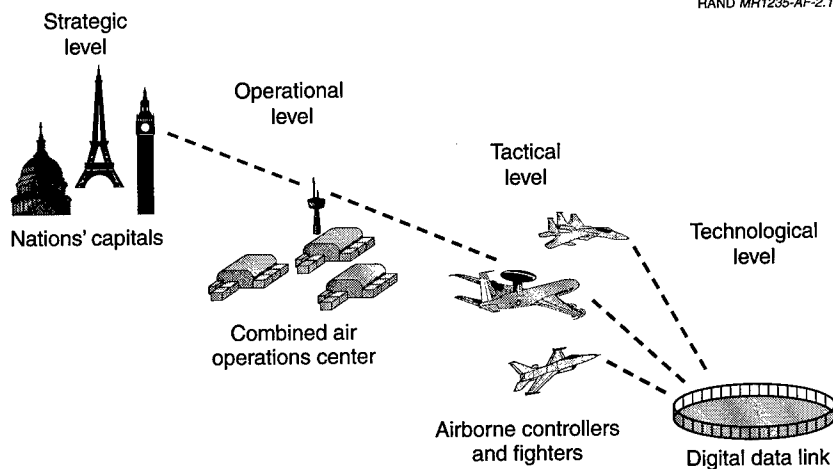 RAND MR1235-AF-2.1
Strategic
level
Operational
level
Tactical
level
Technological
level
Nations' capitals
Combined air
operations center
Airborne controllers
and fighters
Digital data link